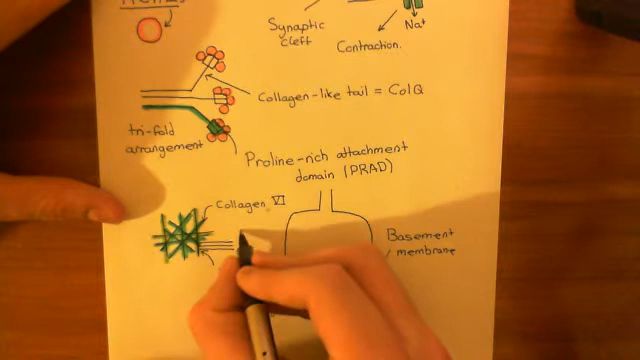 Synaptic
cleft
Na+
Contraction.
Collagen-like tail = ColQ
tri-fold
arrangement
Proline-rich attachment
domain (PRAD)
Collagen VI
Basement
membrane